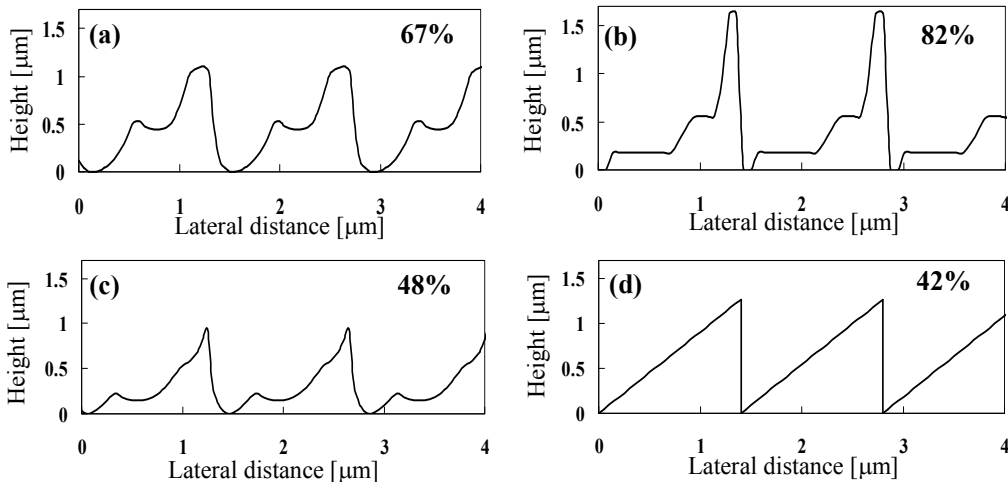 (a) 67%
Height [μm]
1.5
1
0.5
0
0 1 2 3 4
Lateral distance [μm]
(b) 82%
Height [μm]
1.5
1
0.5
0
0 1 2 3 4
Lateral distance [μm]
(c) 48%
Height [μm]
1.5
1
0.5
0
0 1 2 3 4
Lateral distance [μm]
(d) 42%
Height [μm]
1.5
1
0.5
0
0 1 2 3 4
Lateral distance [μm]